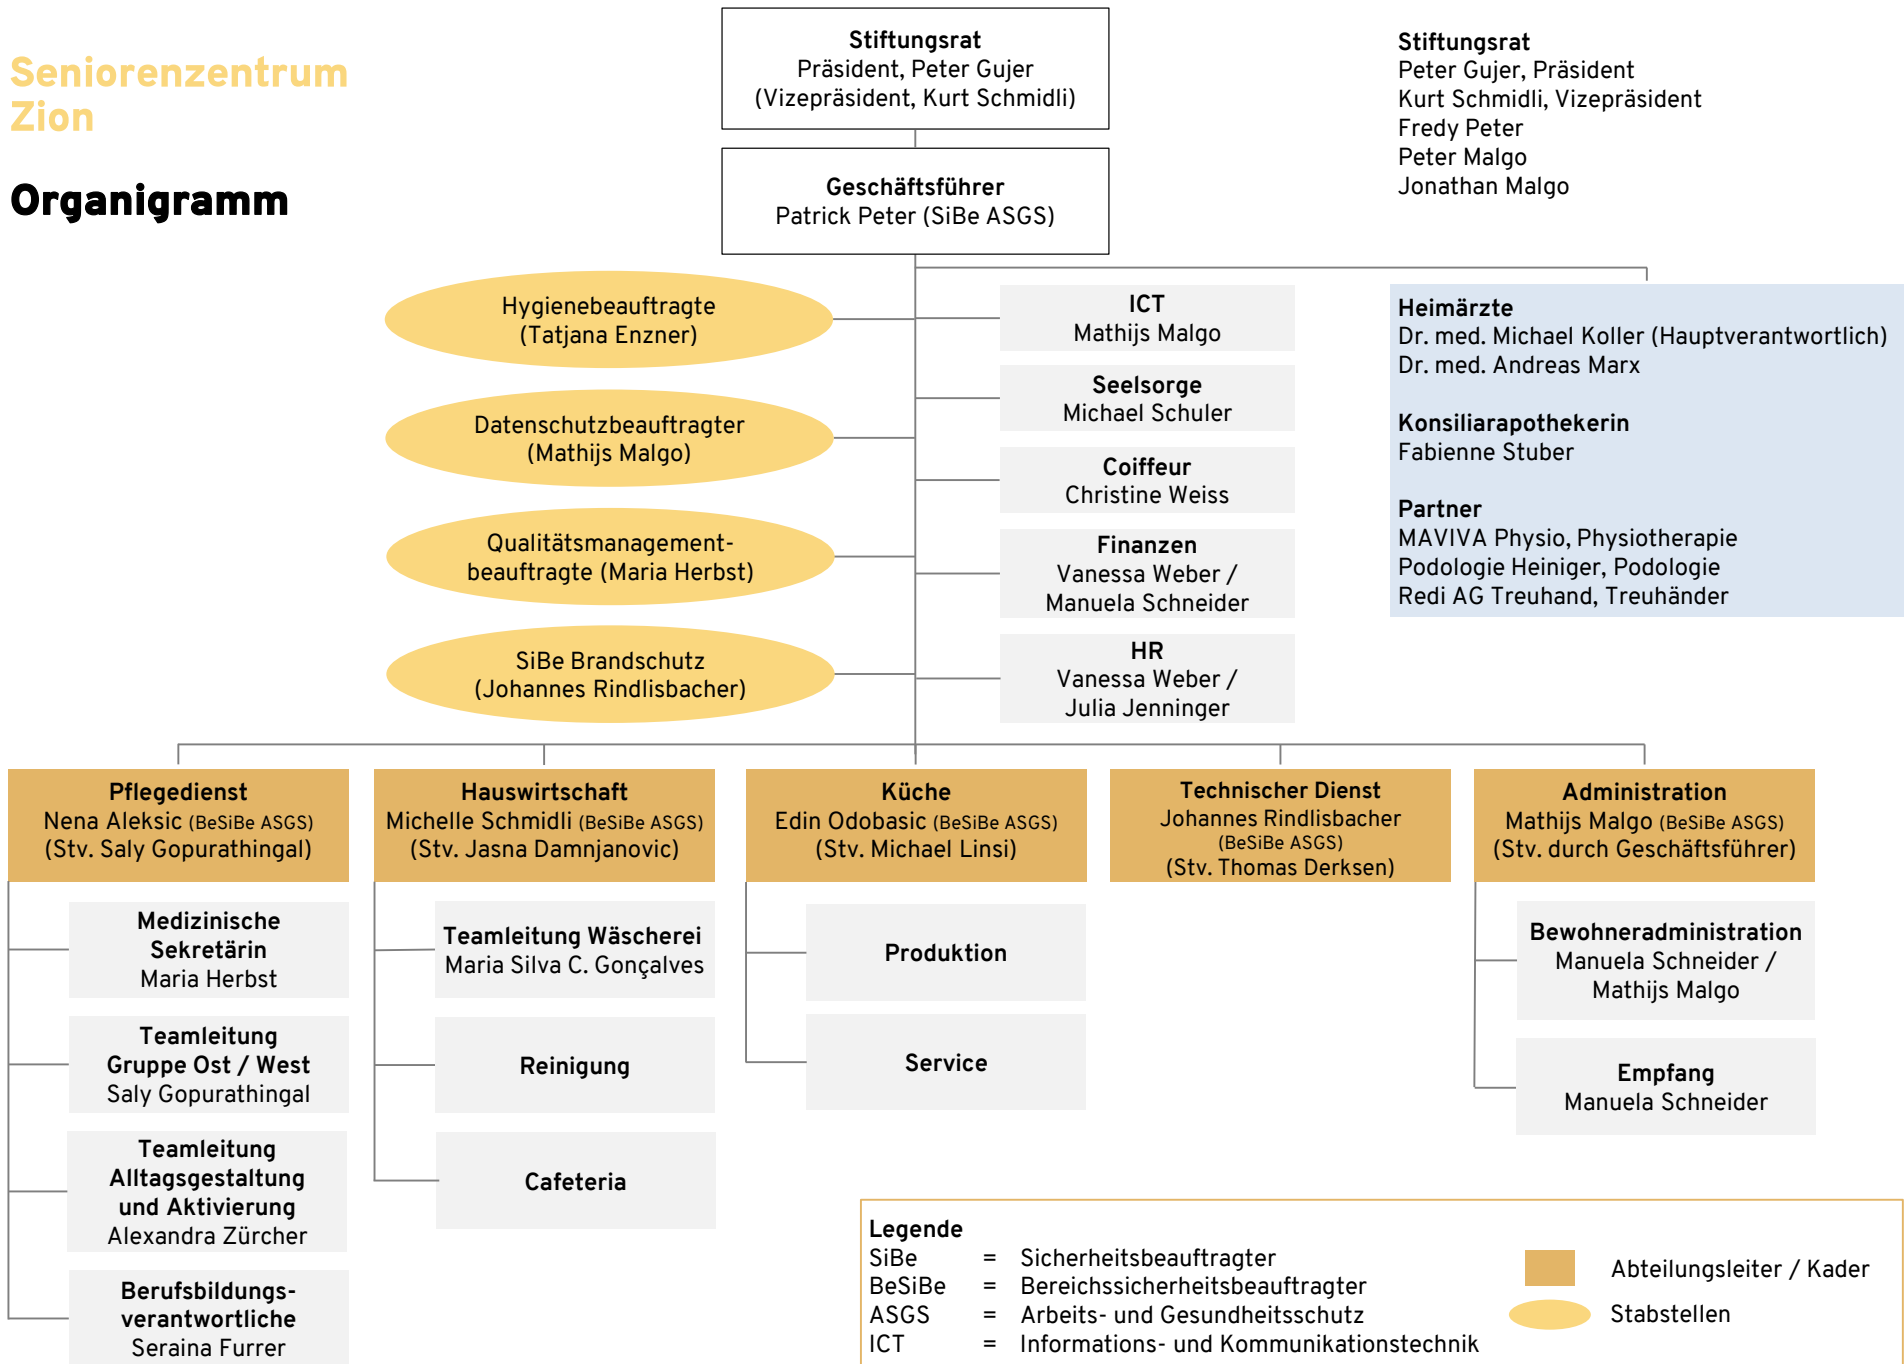 Seniorenzentrum
Zion
Organigramm
Stiftungsrat
Präsident, Peter Gujer
(Vizepräsident, Kurt Schmidli)
Geschäftsführer
Patrick Peter (SiBe ASGS)
Stiftungsrat
Peter Gujer, Präsident
Kurt Schmidli, Vizepräsident
Fredy Peter
Peter Malgo
Jonathan Malgo
Hygienebeauftragte
(Tatjana Enzner)
Datenschutzbeauftragter
(Mathijs Malgo)
Qualitätsmanagement-
beauftragte (Maria Herbst)
SiBe Brandschutz
(Johannes Rindlisbacher)
ICT
Mathijs Malgo
Seelsorge
Michael Schuler
Coiffeur
Christine Weiss
Finanzen
Vanessa Weber /
Manuela Schneider
HR
Vanessa Weber /
Julia Jenninger
Heimärzte
Dr. med. Michael Koller (Hauptverantwortlich)
Dr. med. Andreas Marx
Konsiliarapothekerin
Fabienne Stuber
Partner
MAVIVA Physio, Physiotherapie
Podologie Heiniger, Podologie
Redi AG Treuhand, Treuhänder
Pflegedienst
Nena Aleksic (BeSiBe ASGS)
(Stv. Saly Gopurathingal)
Medizinische
Sekretärin
Maria Herbst
Teamleitung
Gruppe Ost / West
Saly Gopurathingal
Teamleitung
Alltagsgestaltung
und Aktivierung
Alexandra Zürcher
Berufsbildungs-
verantwortliche
Seraina Furrer
Hauswirtschaft
Michelle Schmidli (BeSiBe ASGS)
(Stv. Jasna Damnjanovic)
Teamleitung Wäscherei
Maria Silva C. Gonçalves
Reinigung
Cafeteria
Küche
Edin Odobasic (BeSiBe ASGS)
(Stv. Michael Linsi)
Produktion
Service
Technischer Dienst
Johannes Rindlisbacher
(BeSiBe ASGS)
(Stv. Thomas Derksen)
Administration
Mathijs Malgo (BeSiBe ASGS)
(Stv. durch Geschäftsführer)
Bewohneradministration
Manuela Schneider /
Mathijs Malgo
Empfang
Manuela Schneider
Legende
SiBe = Sicherheitsbeauftragter
BeSiBe = Bereichssicherheitsbeauftragter
ASGS = Arbeits- und Gesundheitsschutz
ICT = Informations- und Kommunikationstechnik
Abteilungsleiter / Kader
Stabstellen